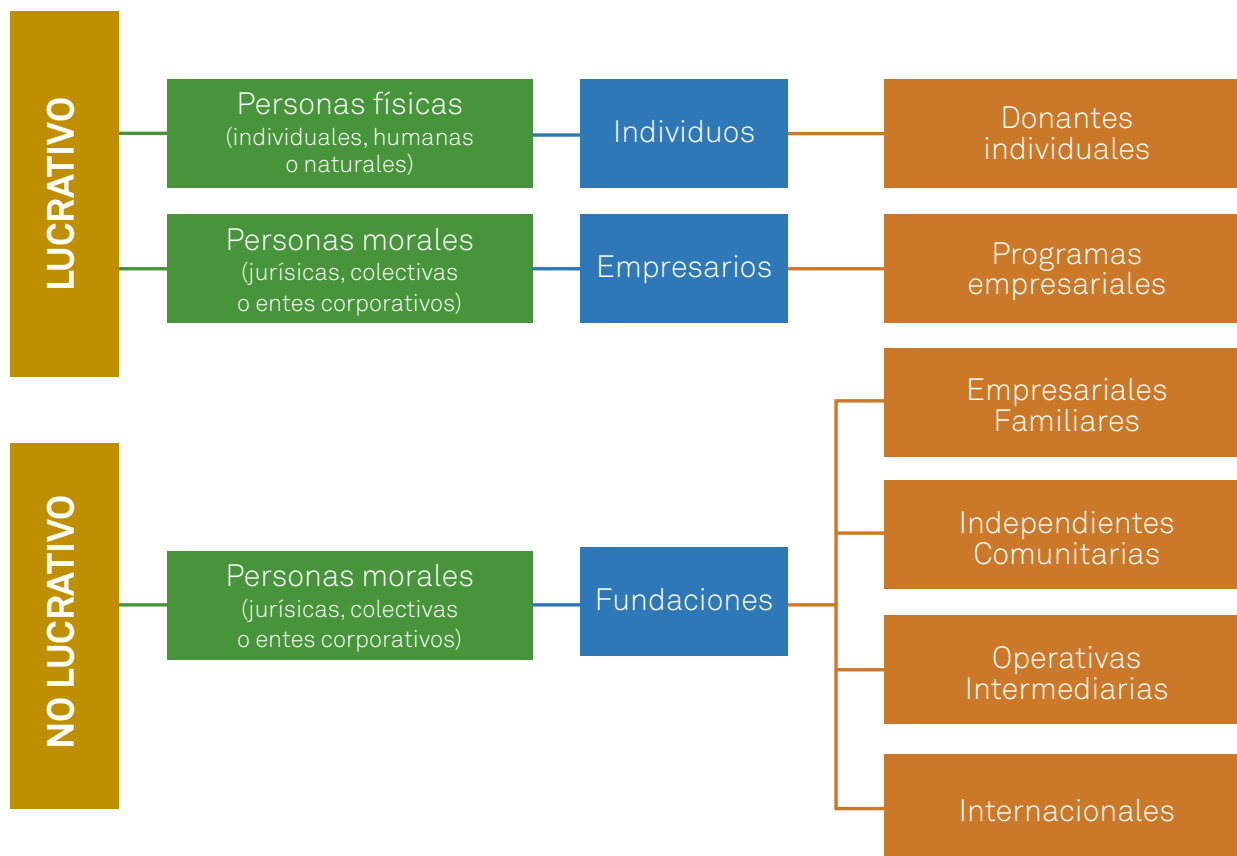 LUCRATIVO
Personas físicas
(individuales, humanas
o naturales)
Individuos
Donantes
individuales
Personas morales
(jurísicas, colectivas
o entes corporativos)
Empresarios
Programas
empresariales
NO LUCRATIVO
Personas morales
(jurísicas, colectivas
o entes corporativos)
Fundaciones
Empresariales
Familiares
Independientes
Comunitarias
Operativas
Intermediarias
Internacionales